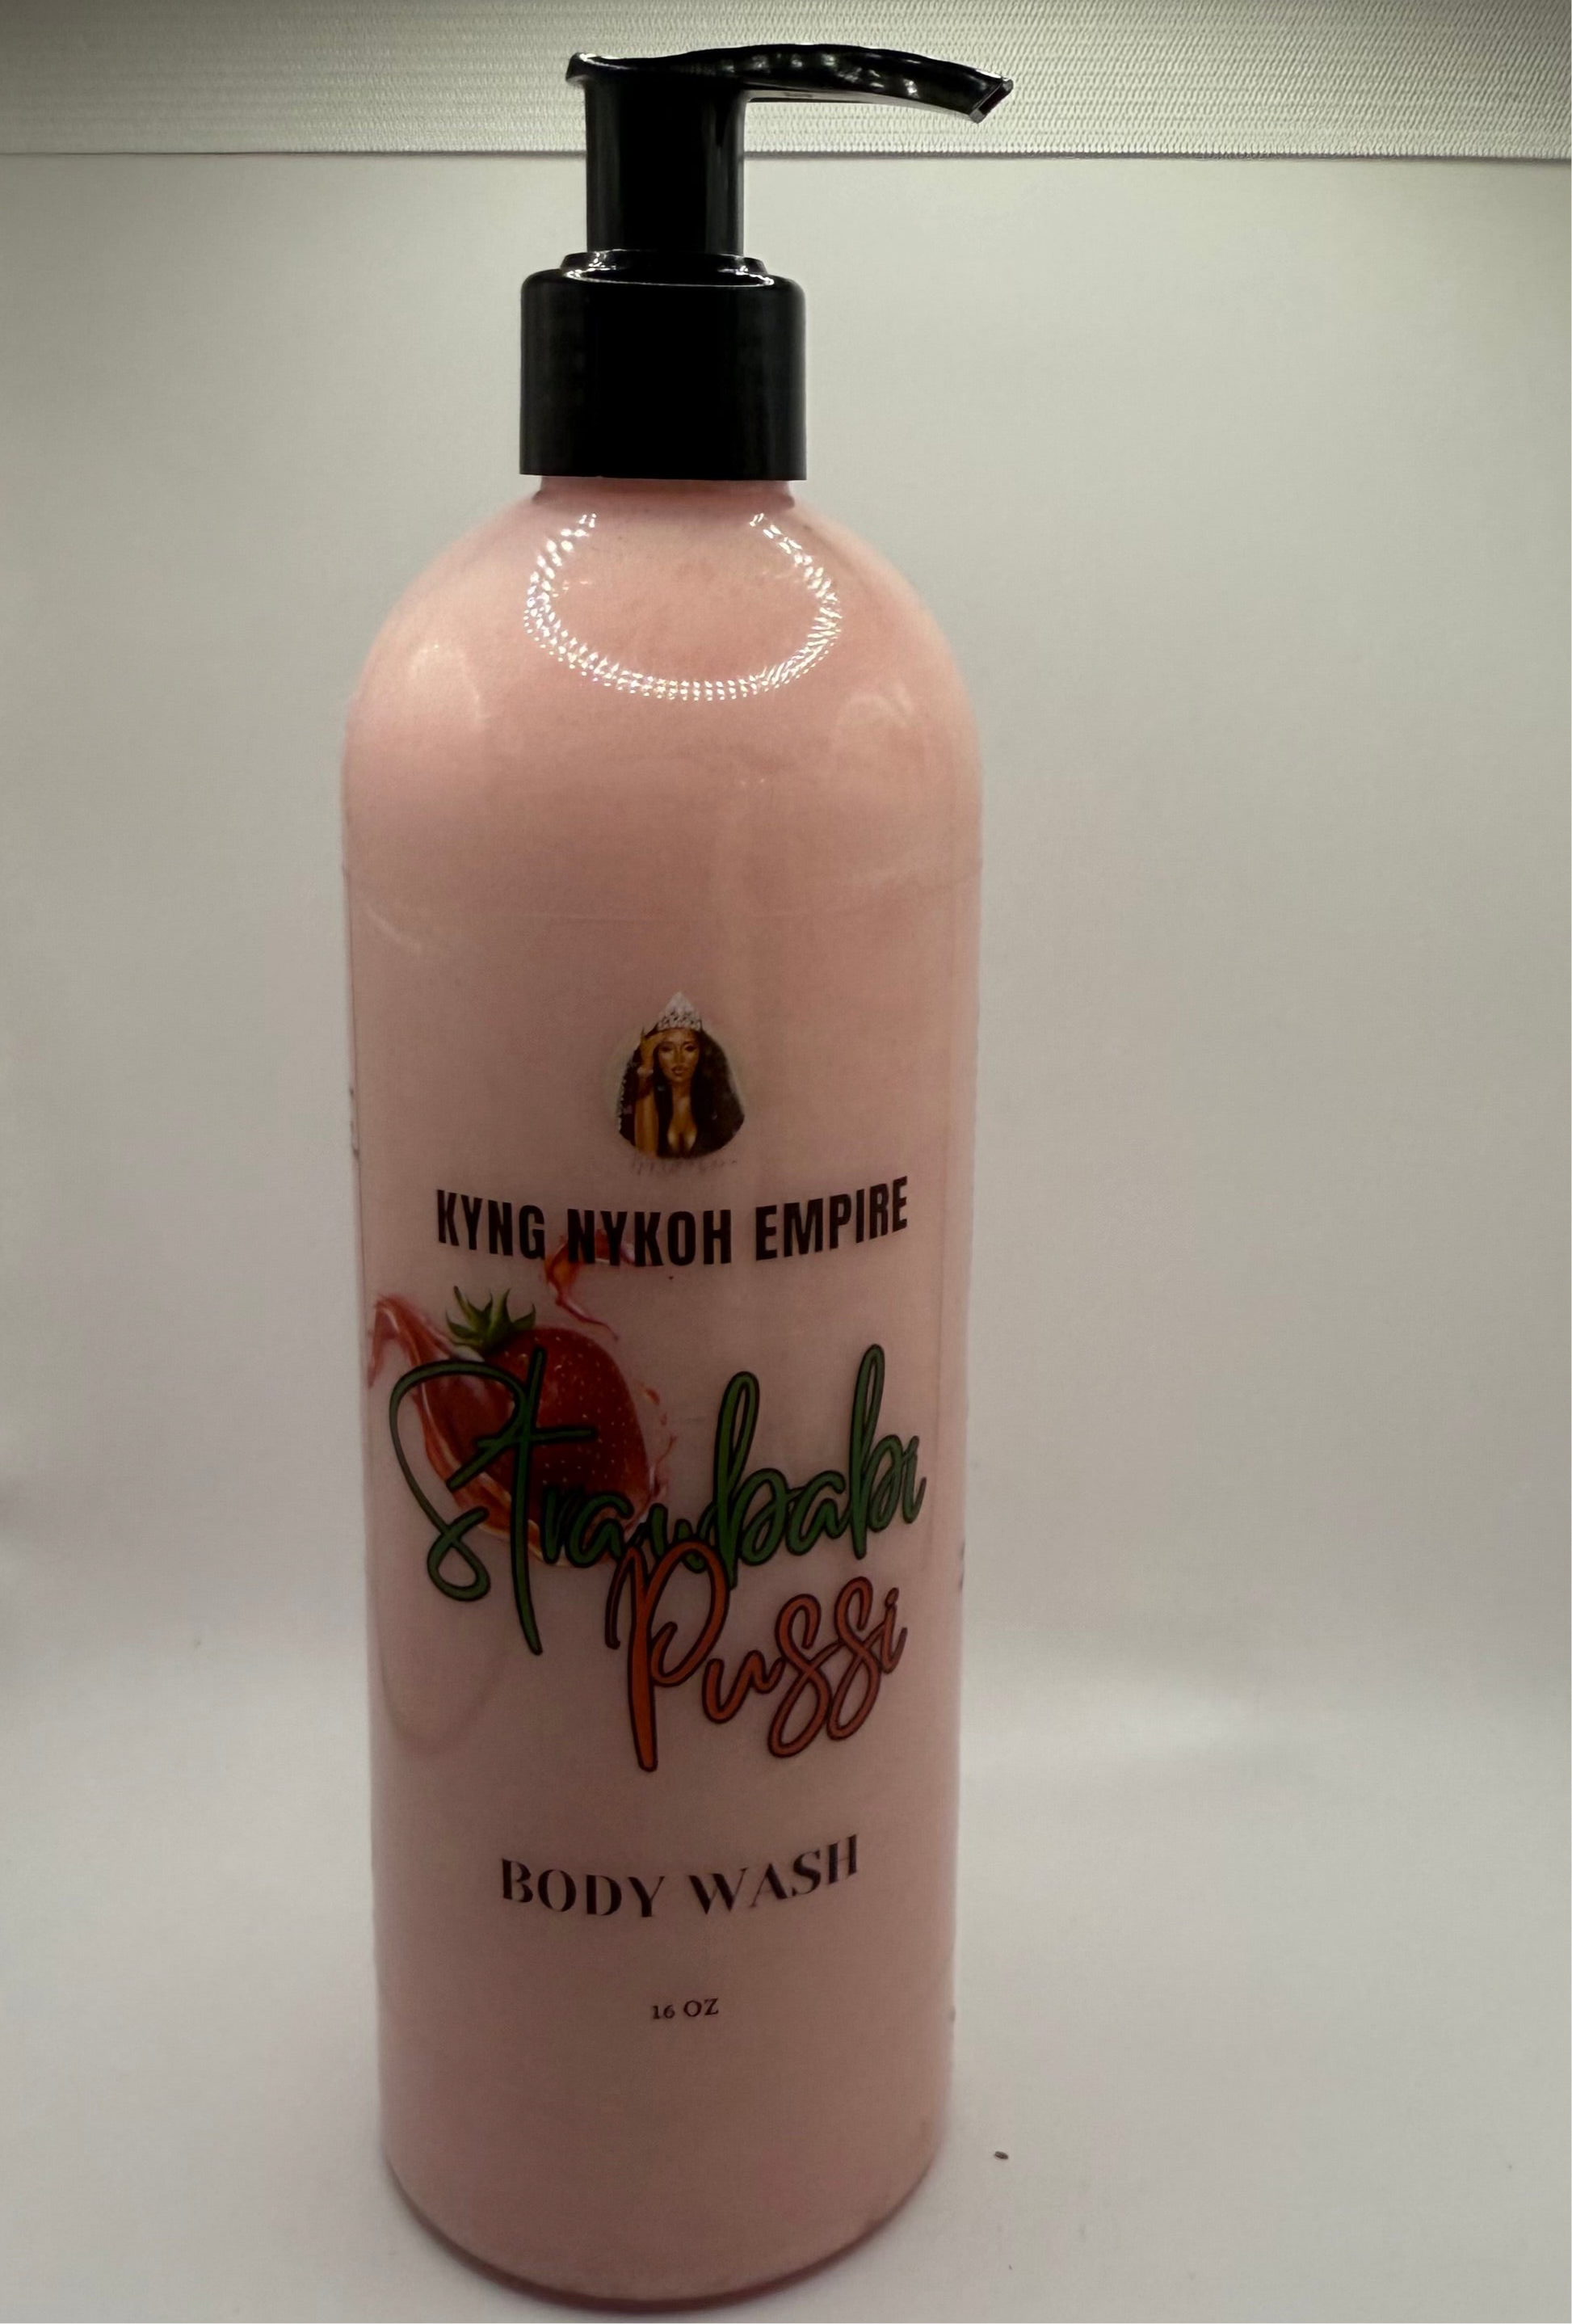 KYNG NYKOH EMPIRE
Strawbabi
Pussi
BODY WASH
16 OZ